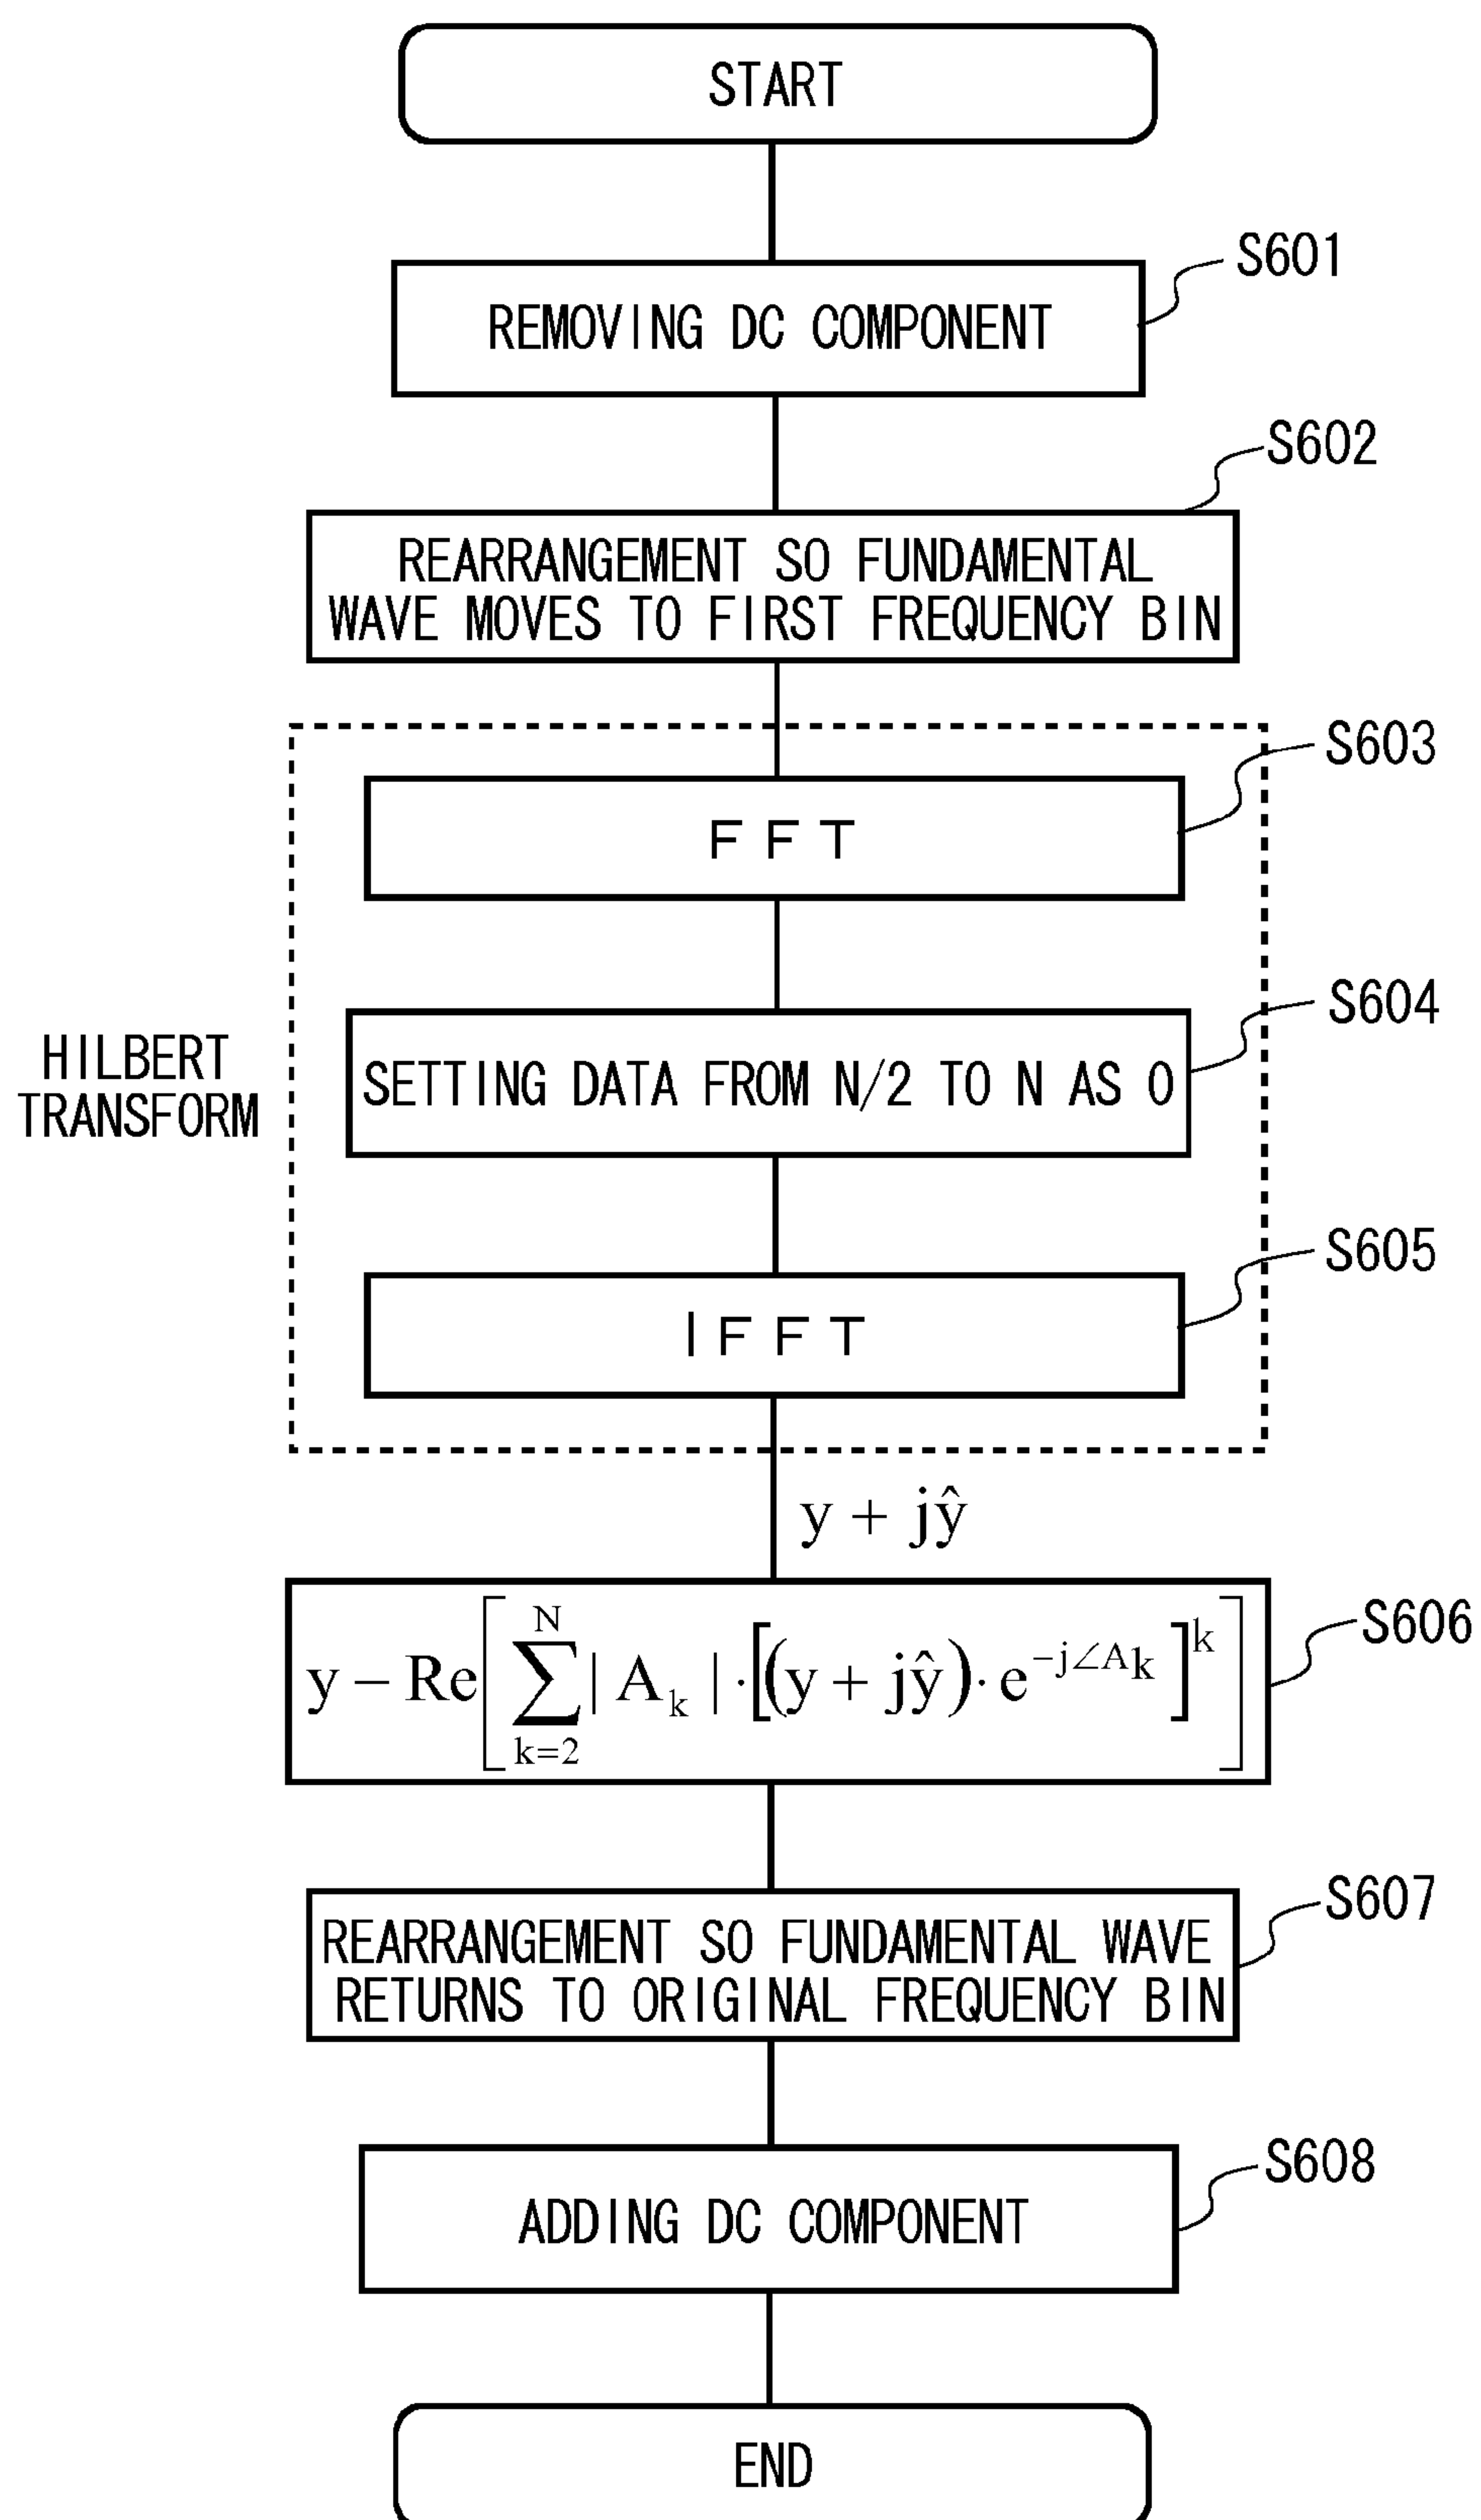 START
S601
REMOVING DC COMPONENT
S602
REARRANGEMENT SO FUNDAMENTAL
WAVE MOVES TO FIRST FREQUENCY BIN
S603
FFT
S604
HILBERT
TRANSFORM
SETTING DATA FROM N/2 TO N AS 0
S605
IFFT
y + jŷ
S606
y − Re[∑_{k=2}^{N} |A_k| · [(y + jŷ) · e^{−j∠A_k}]^k]
S607
REARRANGEMENT SO FUNDAMENTAL WAVE
RETURNS TO ORIGINAL FREQUENCY BIN
S608
ADDING DC COMPONENT
END